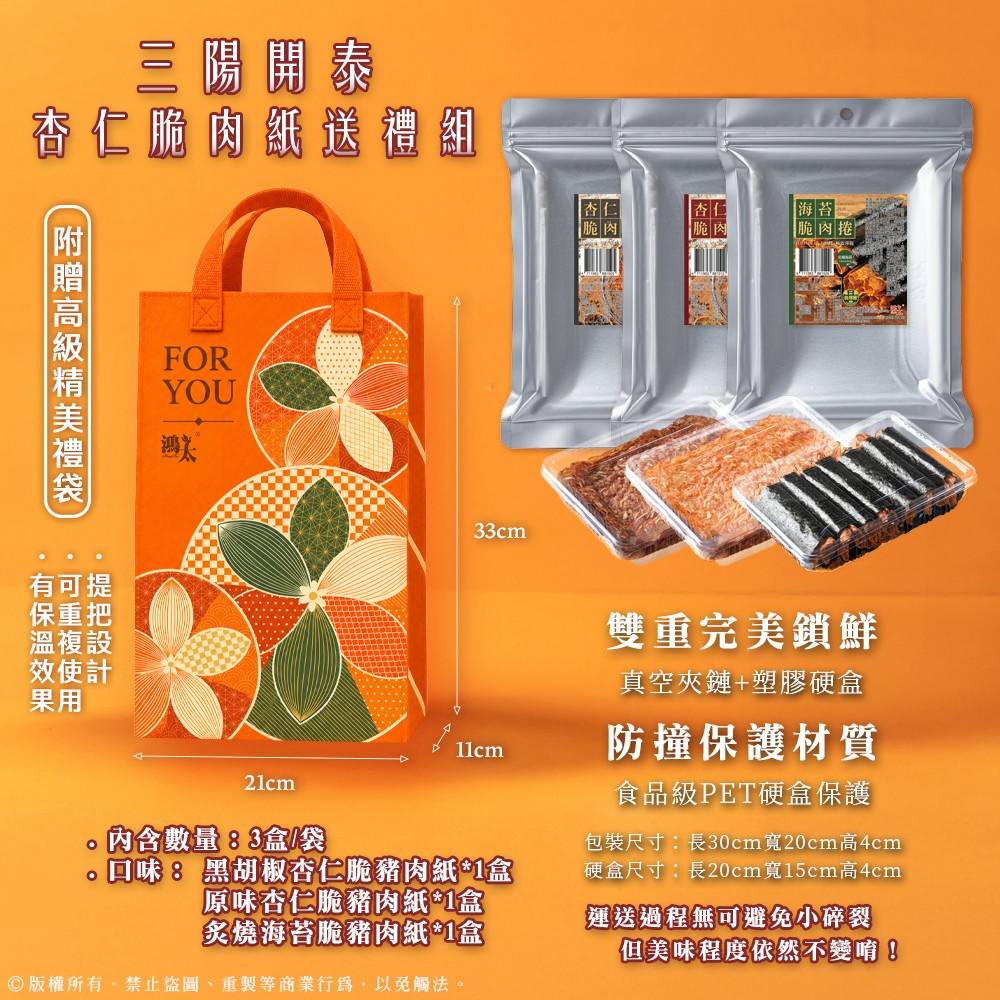 三陽開泰
杏仁脆肉紙送禮組
附贈高級精美禮袋
・提把設計
・可重複使用
・有保溫效果
FOR
YOU
鴻太
33cm
11cm
21cm
杏仁
脆肉
杏仁
脆肉
海苔
脆肉捲
雙重完美鎖鮮
真空夾鏈+塑膠硬盒
防撞保護材質
食品級PET硬盒保護
包裝尺寸：長30cm寬20cm高4cm
硬盒尺寸：長20cm寬15cm高4cm
運送過程無可避免小碎裂
但美味程度依然不變唷！
．內含數量：3盒/袋
．口味： 黑胡椒杏仁脆豬肉紙*1盒
原味杏仁脆豬肉紙*1盒
炙燒海苔脆豬肉紙*1盒
©版權所有．禁止盜圖、重製等商業行為．以免觸法。